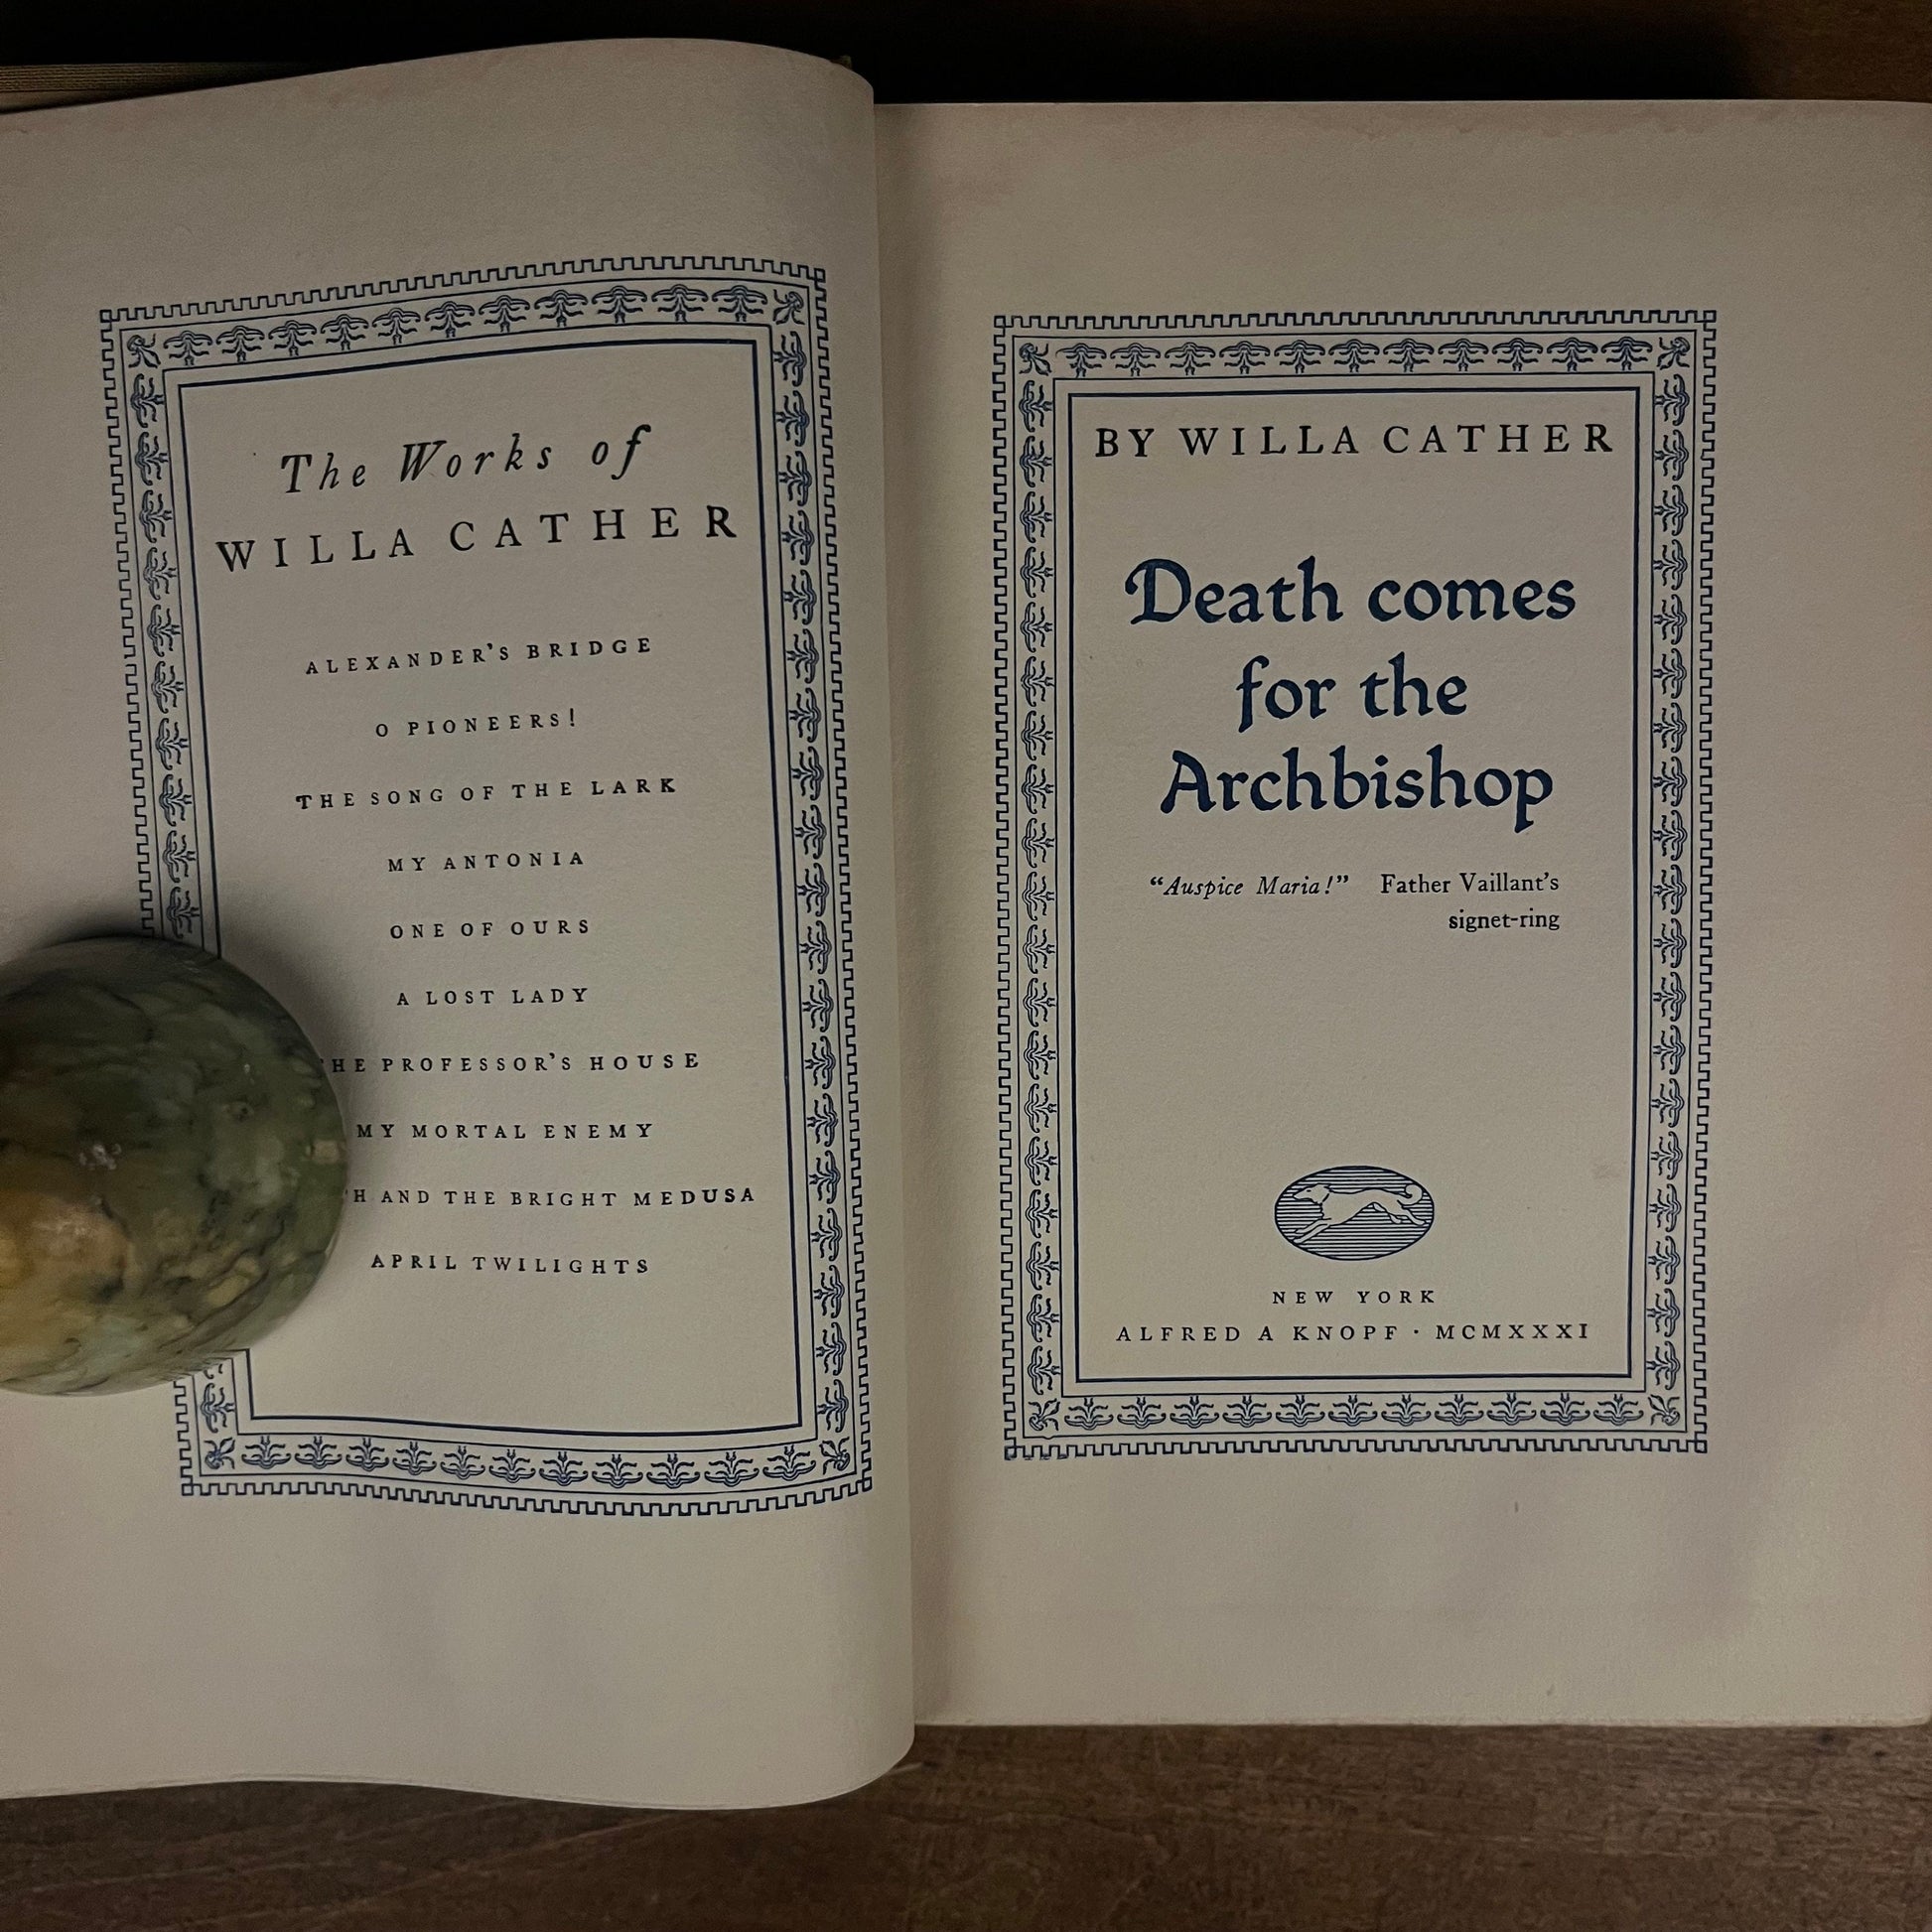 The Works of
WILLA CATHER
ALEXANDER'S BRIDGE
O PIONEERS!
THE SONG OF THE LARK
MY ANTONIA
ONE OF OURS
A LOST LADY
PROFESSOR'S HOUSE
MY MORTAL ENEMY
AND THE BRIGHT MEDUSA
APRIL TWILIGHTS
BY WILLA CATHER
Death comes
for the
Archbishop
“Auspice Maria!” Father Vaillant's
signet-ring
NEW YORK
ALFRED A KNOPF · MCMXXXI